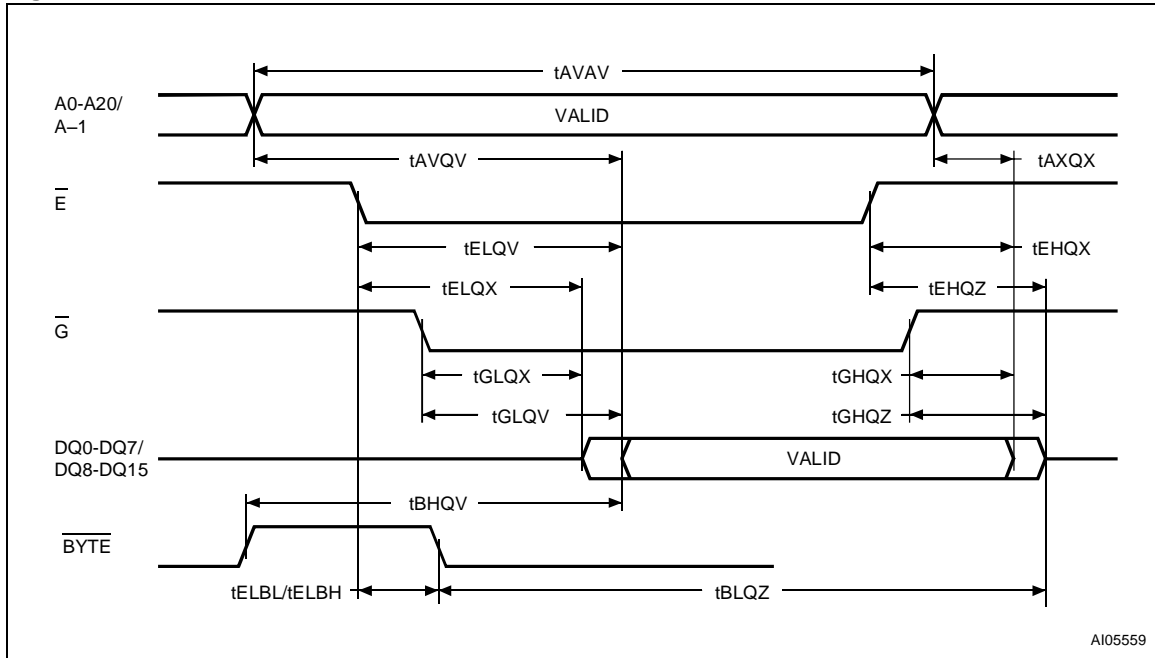 tAVAV
A0-A20/
A–1
VALID
tAVQV
tAXQX
E
tELQV
tEHQX
tELQX
tEHQZ
G
tGLQX
tGHQX
tGLQV
tGHQZ
DQ0-DQ7/
DQ8-DQ15
VALID
tBHQV
BYTE
tELBL/tELBH
tBLQZ
AI05559